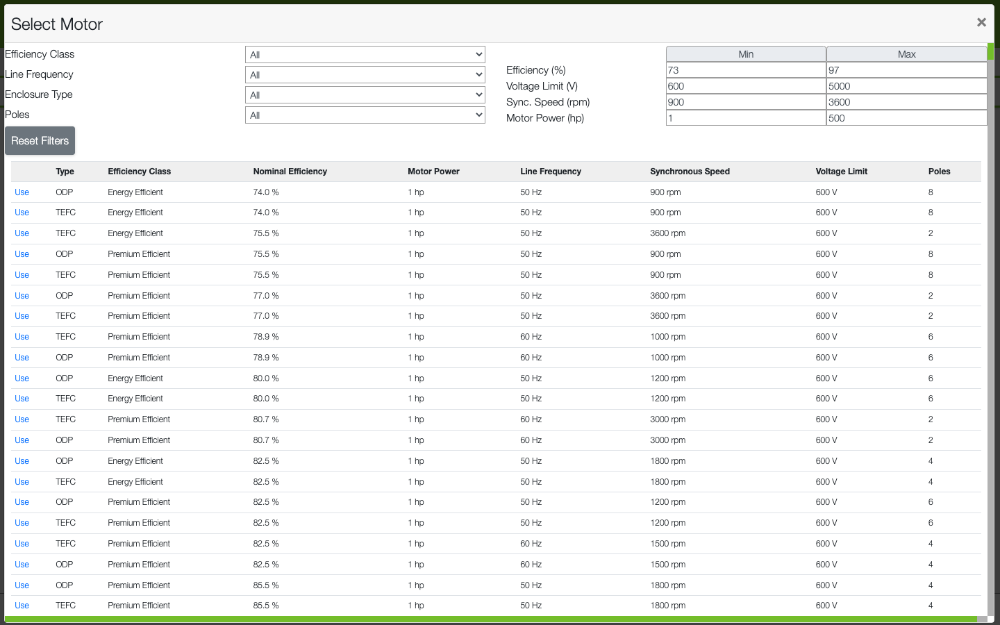 Select Motor ×
Efficiency Class All
Line Frequency All
Enclosure Type All
Poles All
Reset Filters
Min Max
Efficiency (%) 73 97
Voltage Limit (V) 600 5000
Sync. Speed (rpm) 900 3600
Motor Power (hp) 1 500
Type Efficiency Class Nominal Efficiency Motor Power Line Frequency Synchronous Speed Voltage Limit Poles
Use ODP Energy Efficient 74.0 % 1 hp 50 Hz 900 rpm 600 V 8
Use TEFC Energy Efficient 74.0 % 1 hp 50 Hz 900 rpm 600 V 8
Use TEFC Energy Efficient 75.5 % 1 hp 50 Hz 3600 rpm 600 V 2
Use ODP Premium Efficient 75.5 % 1 hp 50 Hz 900 rpm 600 V 8
Use TEFC Premium Efficient 75.5 % 1 hp 50 Hz 900 rpm 600 V 8
Use ODP Premium Efficient 77.0 % 1 hp 50 Hz 3600 rpm 600 V 2
Use TEFC Premium Efficient 77.0 % 1 hp 50 Hz 3600 rpm 600 V 2
Use TEFC Premium Efficient 78.9 % 1 hp 60 Hz 1000 rpm 600 V 6
Use ODP Premium Efficient 78.9 % 1 hp 60 Hz 1000 rpm 600 V 6
Use ODP Energy Efficient 80.0 % 1 hp 50 Hz 1200 rpm 600 V 6
Use TEFC Energy Efficient 80.0 % 1 hp 50 Hz 1200 rpm 600 V 6
Use TEFC Premium Efficient 80.7 % 1 hp 60 Hz 3000 rpm 600 V 2
Use ODP Premium Efficient 80.7 % 1 hp 60 Hz 3000 rpm 600 V 2
Use ODP Energy Efficient 82.5 % 1 hp 50 Hz 1800 rpm 600 V 4
Use TEFC Energy Efficient 82.5 % 1 hp 50 Hz 1800 rpm 600 V 4
Use ODP Premium Efficient 82.5 % 1 hp 50 Hz 1200 rpm 600 V 6
Use TEFC Premium Efficient 82.5 % 1 hp 50 Hz 1200 rpm 600 V 6
Use TEFC Premium Efficient 82.5 % 1 hp 60 Hz 1500 rpm 600 V 4
Use ODP Premium Efficient 82.5 % 1 hp 60 Hz 1500 rpm 600 V 4
Use ODP Premium Efficient 85.5 % 1 hp 50 Hz 1800 rpm 600 V 4
Use TEFC Premium Efficient 85.5 % 1 hp 50 Hz 1800 rpm 600 V 4